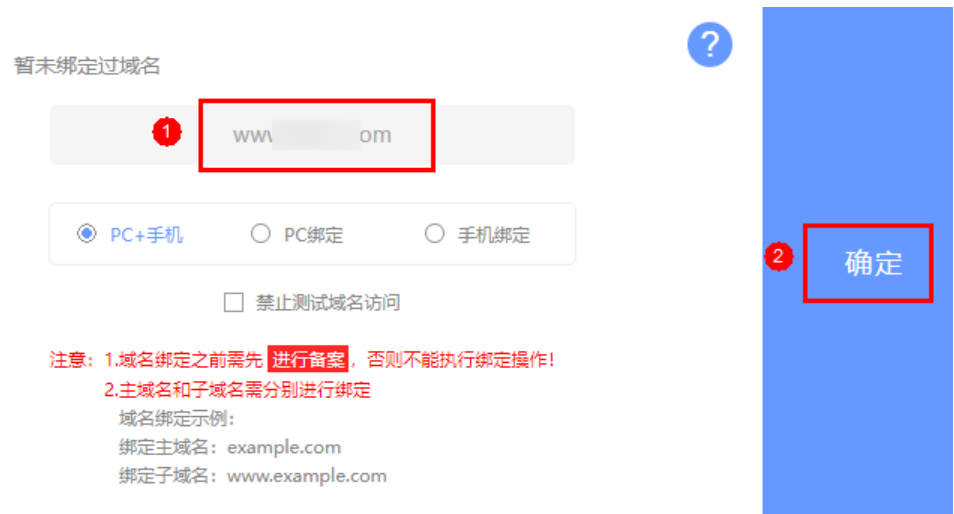 ?
暂未绑定过域名
1
www om
PC+手机 PC绑定 手机绑定
2
确定
禁止测试域名访问
注意：1.域名绑定之前需先 进行备案，否则不能执行绑定操作！
2.主域名和子域名需分别进行绑定
域名绑定示例：
绑定主域名：example.com
绑定子域名：www.example.com